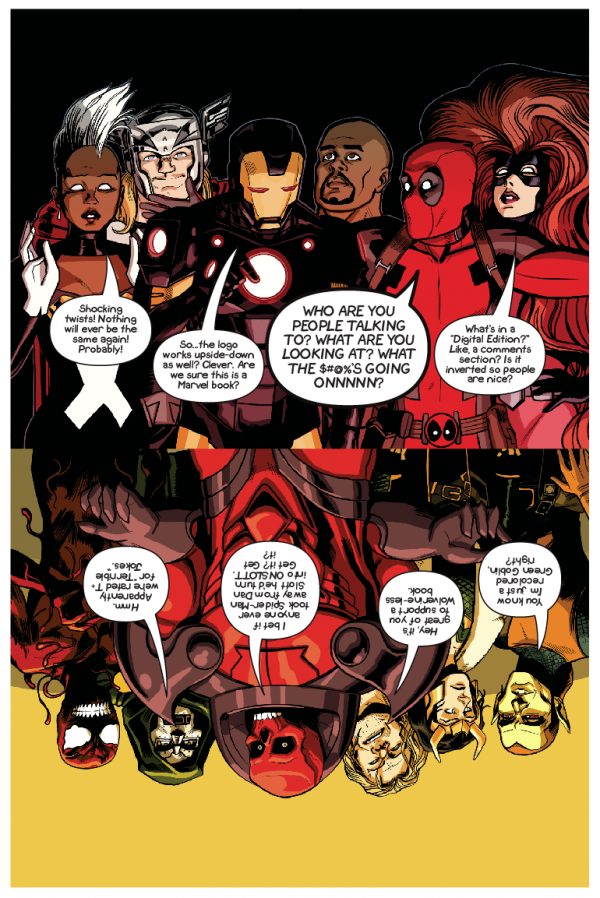 Shocking
twists! Nothing
will ever be the
same again!
Probably!
So...the logo
works upside-down
as well? Clever. Are
we sure this is a
Marvel book?
WHO ARE YOU
PEOPLE TALKING
TO? WHAT ARE YOU
LOOKING AT? WHAT
THE $#@%'S GOING
ONNNNN?
What's in a
"Digital Edition?"
Like, a comments
section? Is it
inverted so people
are nice?
You know
I'm just a
recored
Green Goblin,
right?
Hey, it's
great of you
to support a
Wolverine-less
book.
I bet if
anyone ever
took Spider-Man
away from Dan
Slott he'd turn
into ONSLOTT.
Get it? Get
it?
Hmm.
Apparently
we're rated T+
for "Terrible
Jokes."